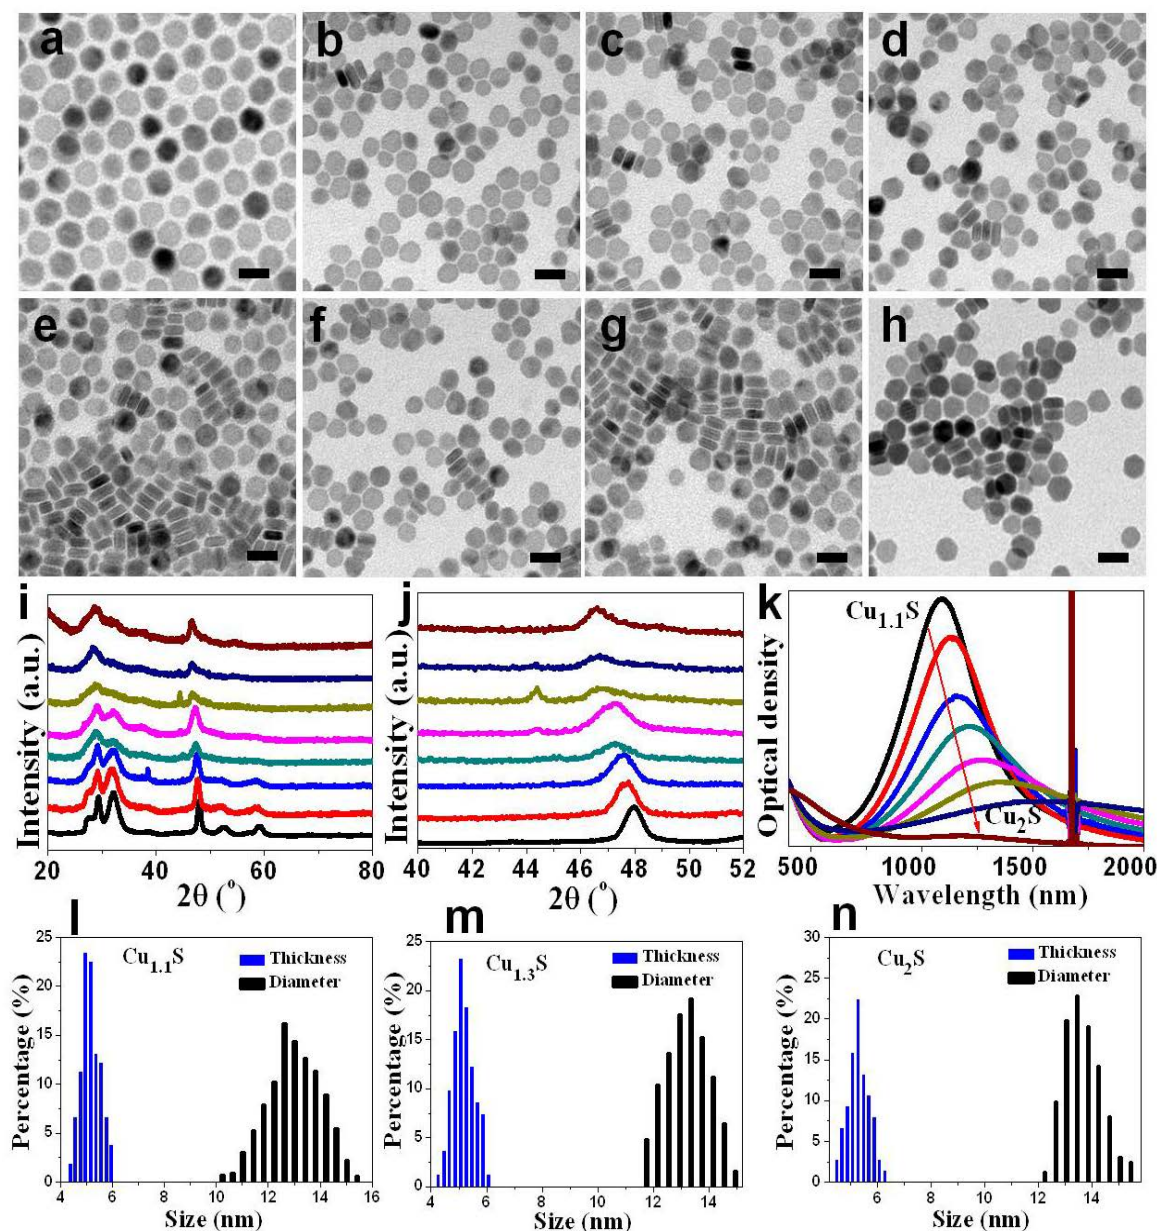 a b c d
e f g h
i
Intensity (a.u.)
20 40 60 80
2θ (°)
j
Intensity (a.u.)
40 42 44 46 48 50 52
2θ (°)
k
Optical density
Cu1.1S
Cu2S
500 1000 1500 2000
Wavelength (nm)
l
Cu1.1S
Thickness
Diameter
Percentage (%)
25
20
15
10
5
0
4 6 8 10 12 14 16
Size (nm)
m
Cu1.3S
Thickness
Diameter
Percentage (%)
25
20
15
10
5
0
4 6 8 10 12 14
Size (nm)
n
Cu2S
Thickness
Diameter
Percentage (%)
30
25
20
15
10
5
0
4 6 8 10 12 14
Size (nm)